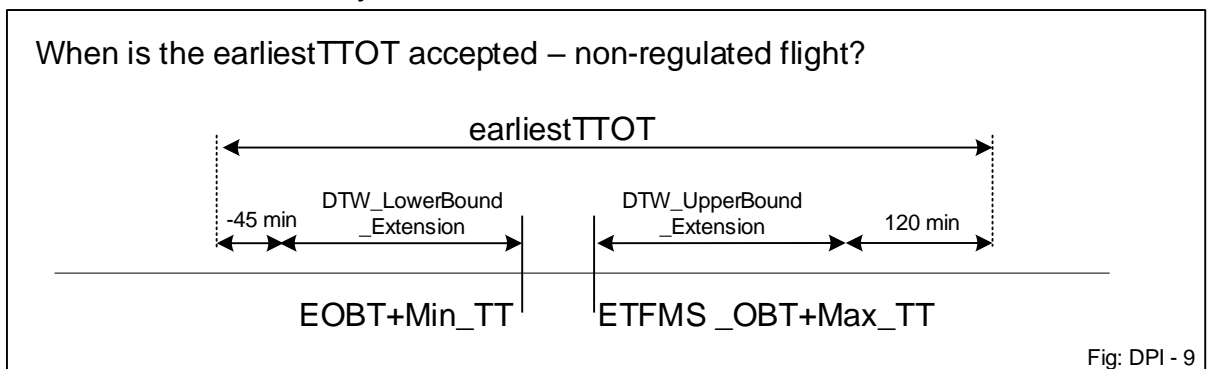 When is the earliestTTOT accepted – non-regulated flight?
earliestTTOT
-45 min
DTW_LowerBound
_Extension
DTW_UpperBound
_Extension
120 min
EOBT+Min_TT
ETFMS _OBT+Max_TT
Fig: DPI - 9